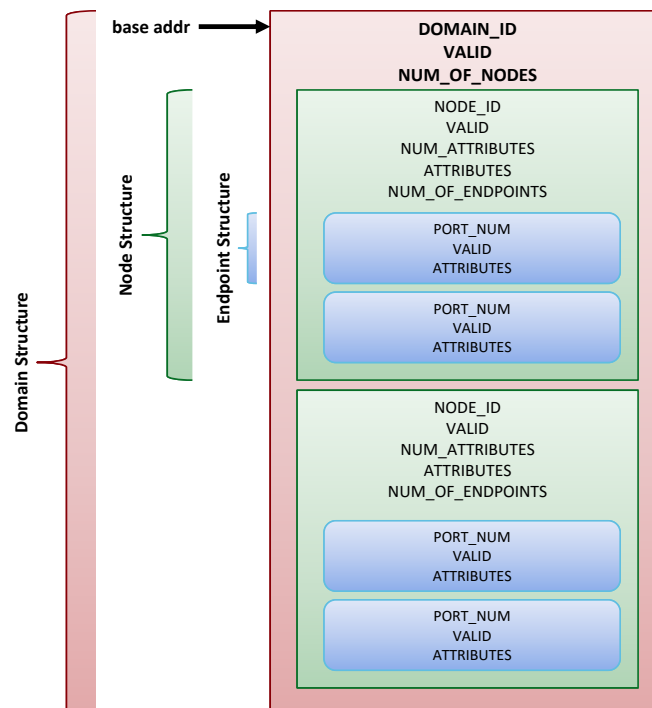 base addr
DOMAIN_ID
VALID
NUM_OF_NODES
NODE_ID
VALID
NUM_ATTRIBUTES
ATTRIBUTES
NUM_OF_ENDPOINTS
PORT_NUM
VALID
ATTRIBUTES
PORT_NUM
VALID
ATTRIBUTES
NODE_ID
VALID
NUM_ATTRIBUTES
ATTRIBUTES
NUM_OF_ENDPOINTS
PORT_NUM
VALID
ATTRIBUTES
PORT_NUM
VALID
ATTRIBUTES
Domain Structure
Node Structure
Endpoint Structure